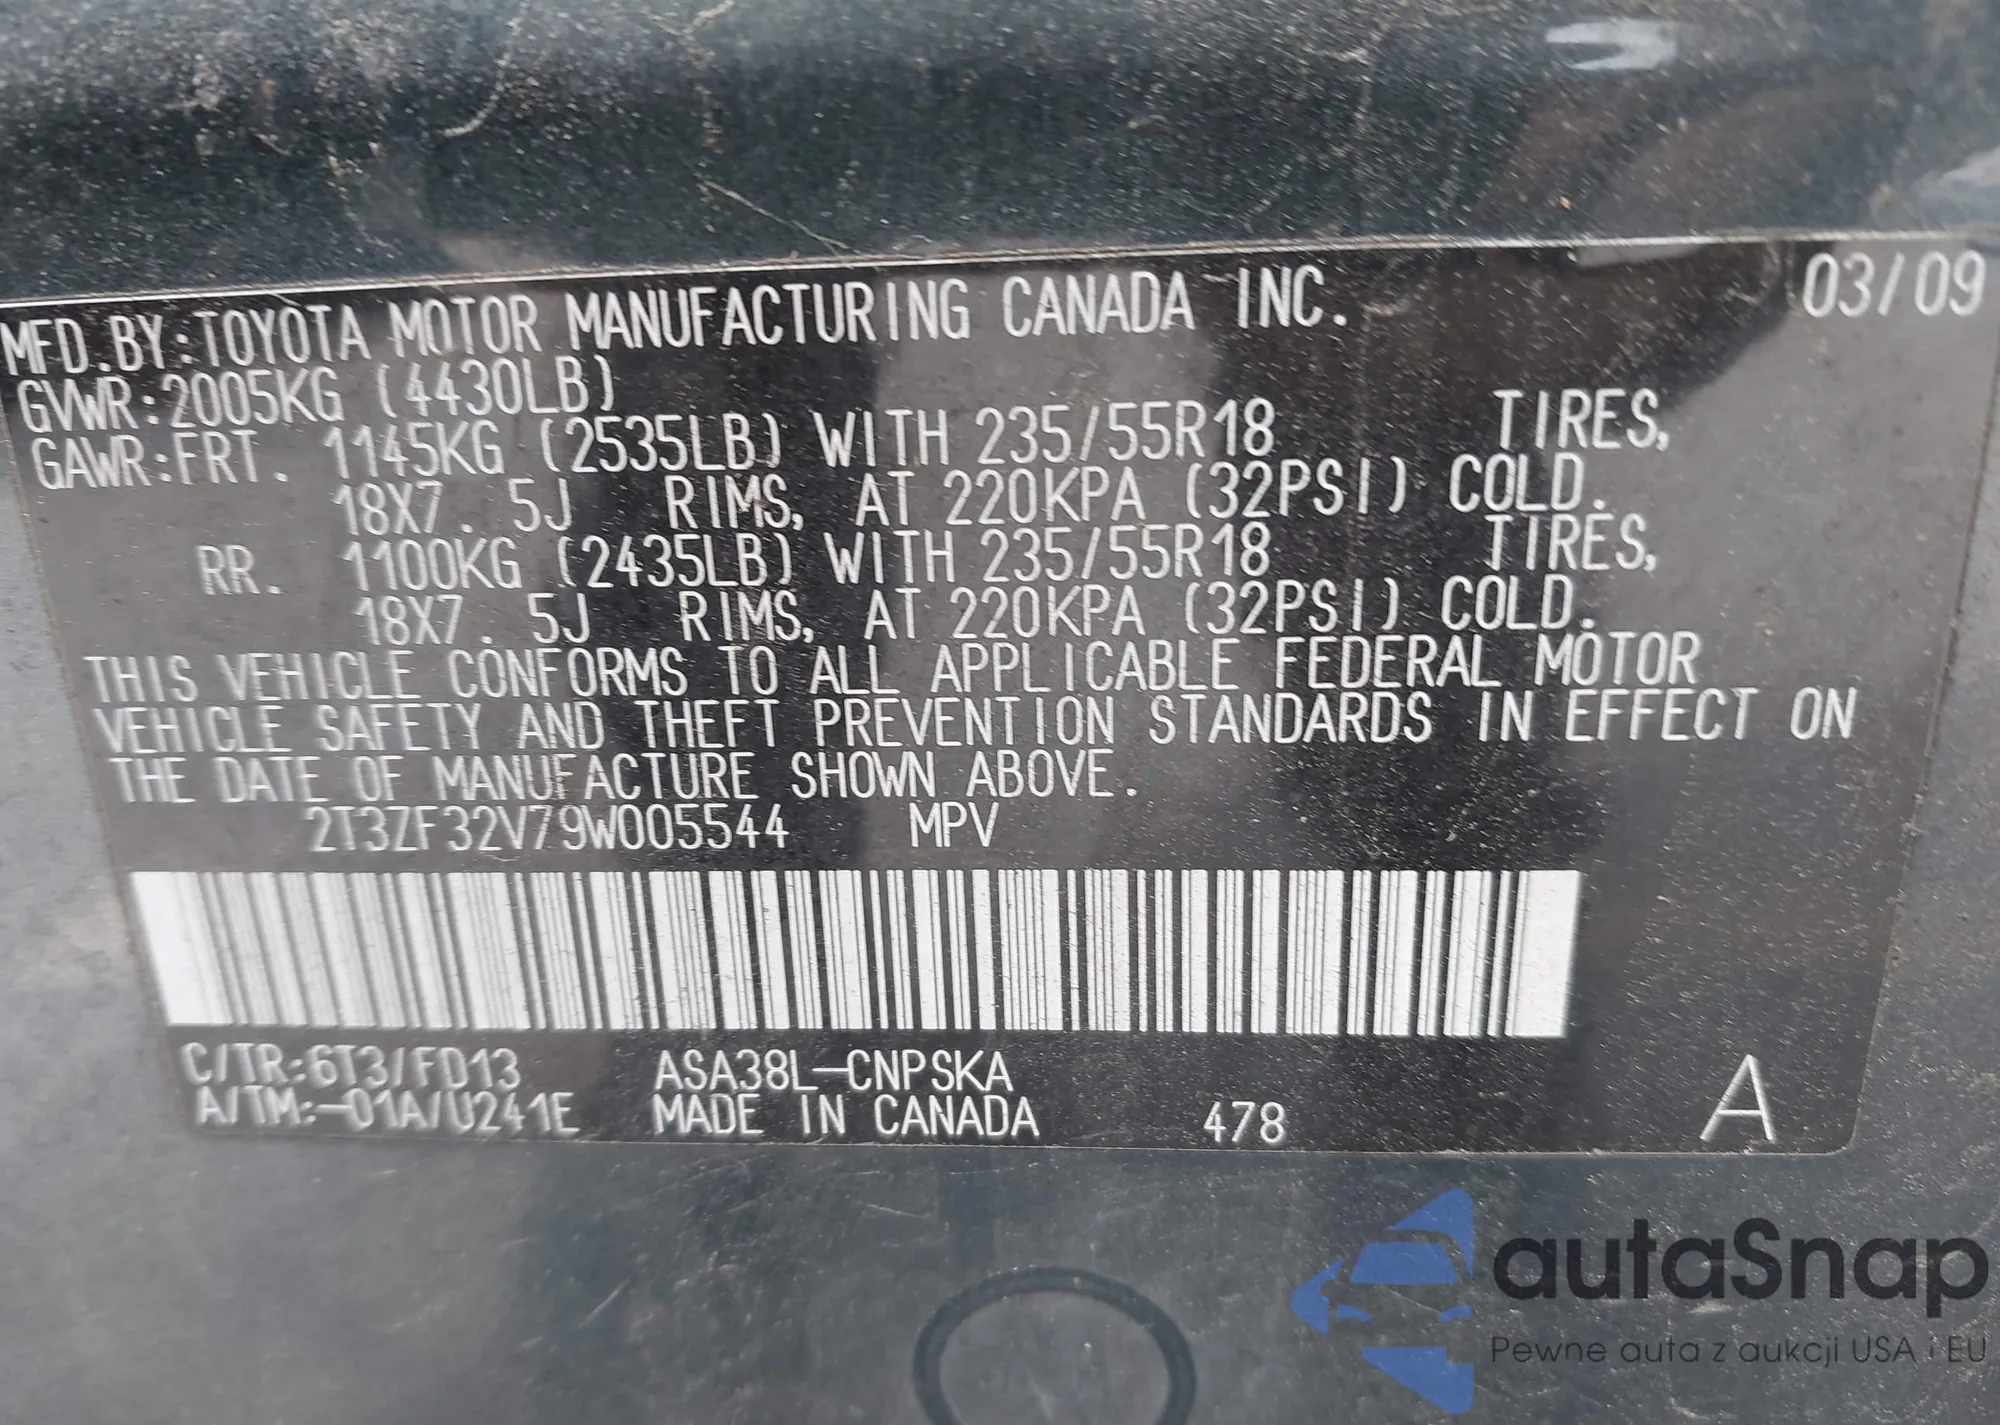 MFD.BY:TOYOTA MOTOR MANUFACTURING CANADA INC. 03/09
GVWR:2005KG (4430LB)
GAWR:FRT. 1145KG (2535LB) WITH 235/55R18 TIRES,
18X7.5J RIMS, AT 220KPA (32PSI) COLD.
RR. 1100KG (2435LB) WITH 235/55R18 TIRES,
18X7.5J RIMS, AT 220KPA (32PSI) COLD.
THIS VEHICLE CONFORMS TO ALL APPLICABLE FEDERAL MOTOR
VEHICLE SAFETY AND THEFT PREVENTION STANDARDS IN EFFECT ON
THE DATE OF MANUFACTURE SHOWN ABOVE.
2T3ZF32V79W005544 MPV
C/TR:6T3/FD13 ASA38L-CNPSKA
A/TM:-01A/U241E MADE IN CANADA 478 A
autaSnap
Pewne auta z aukcji USA i EU